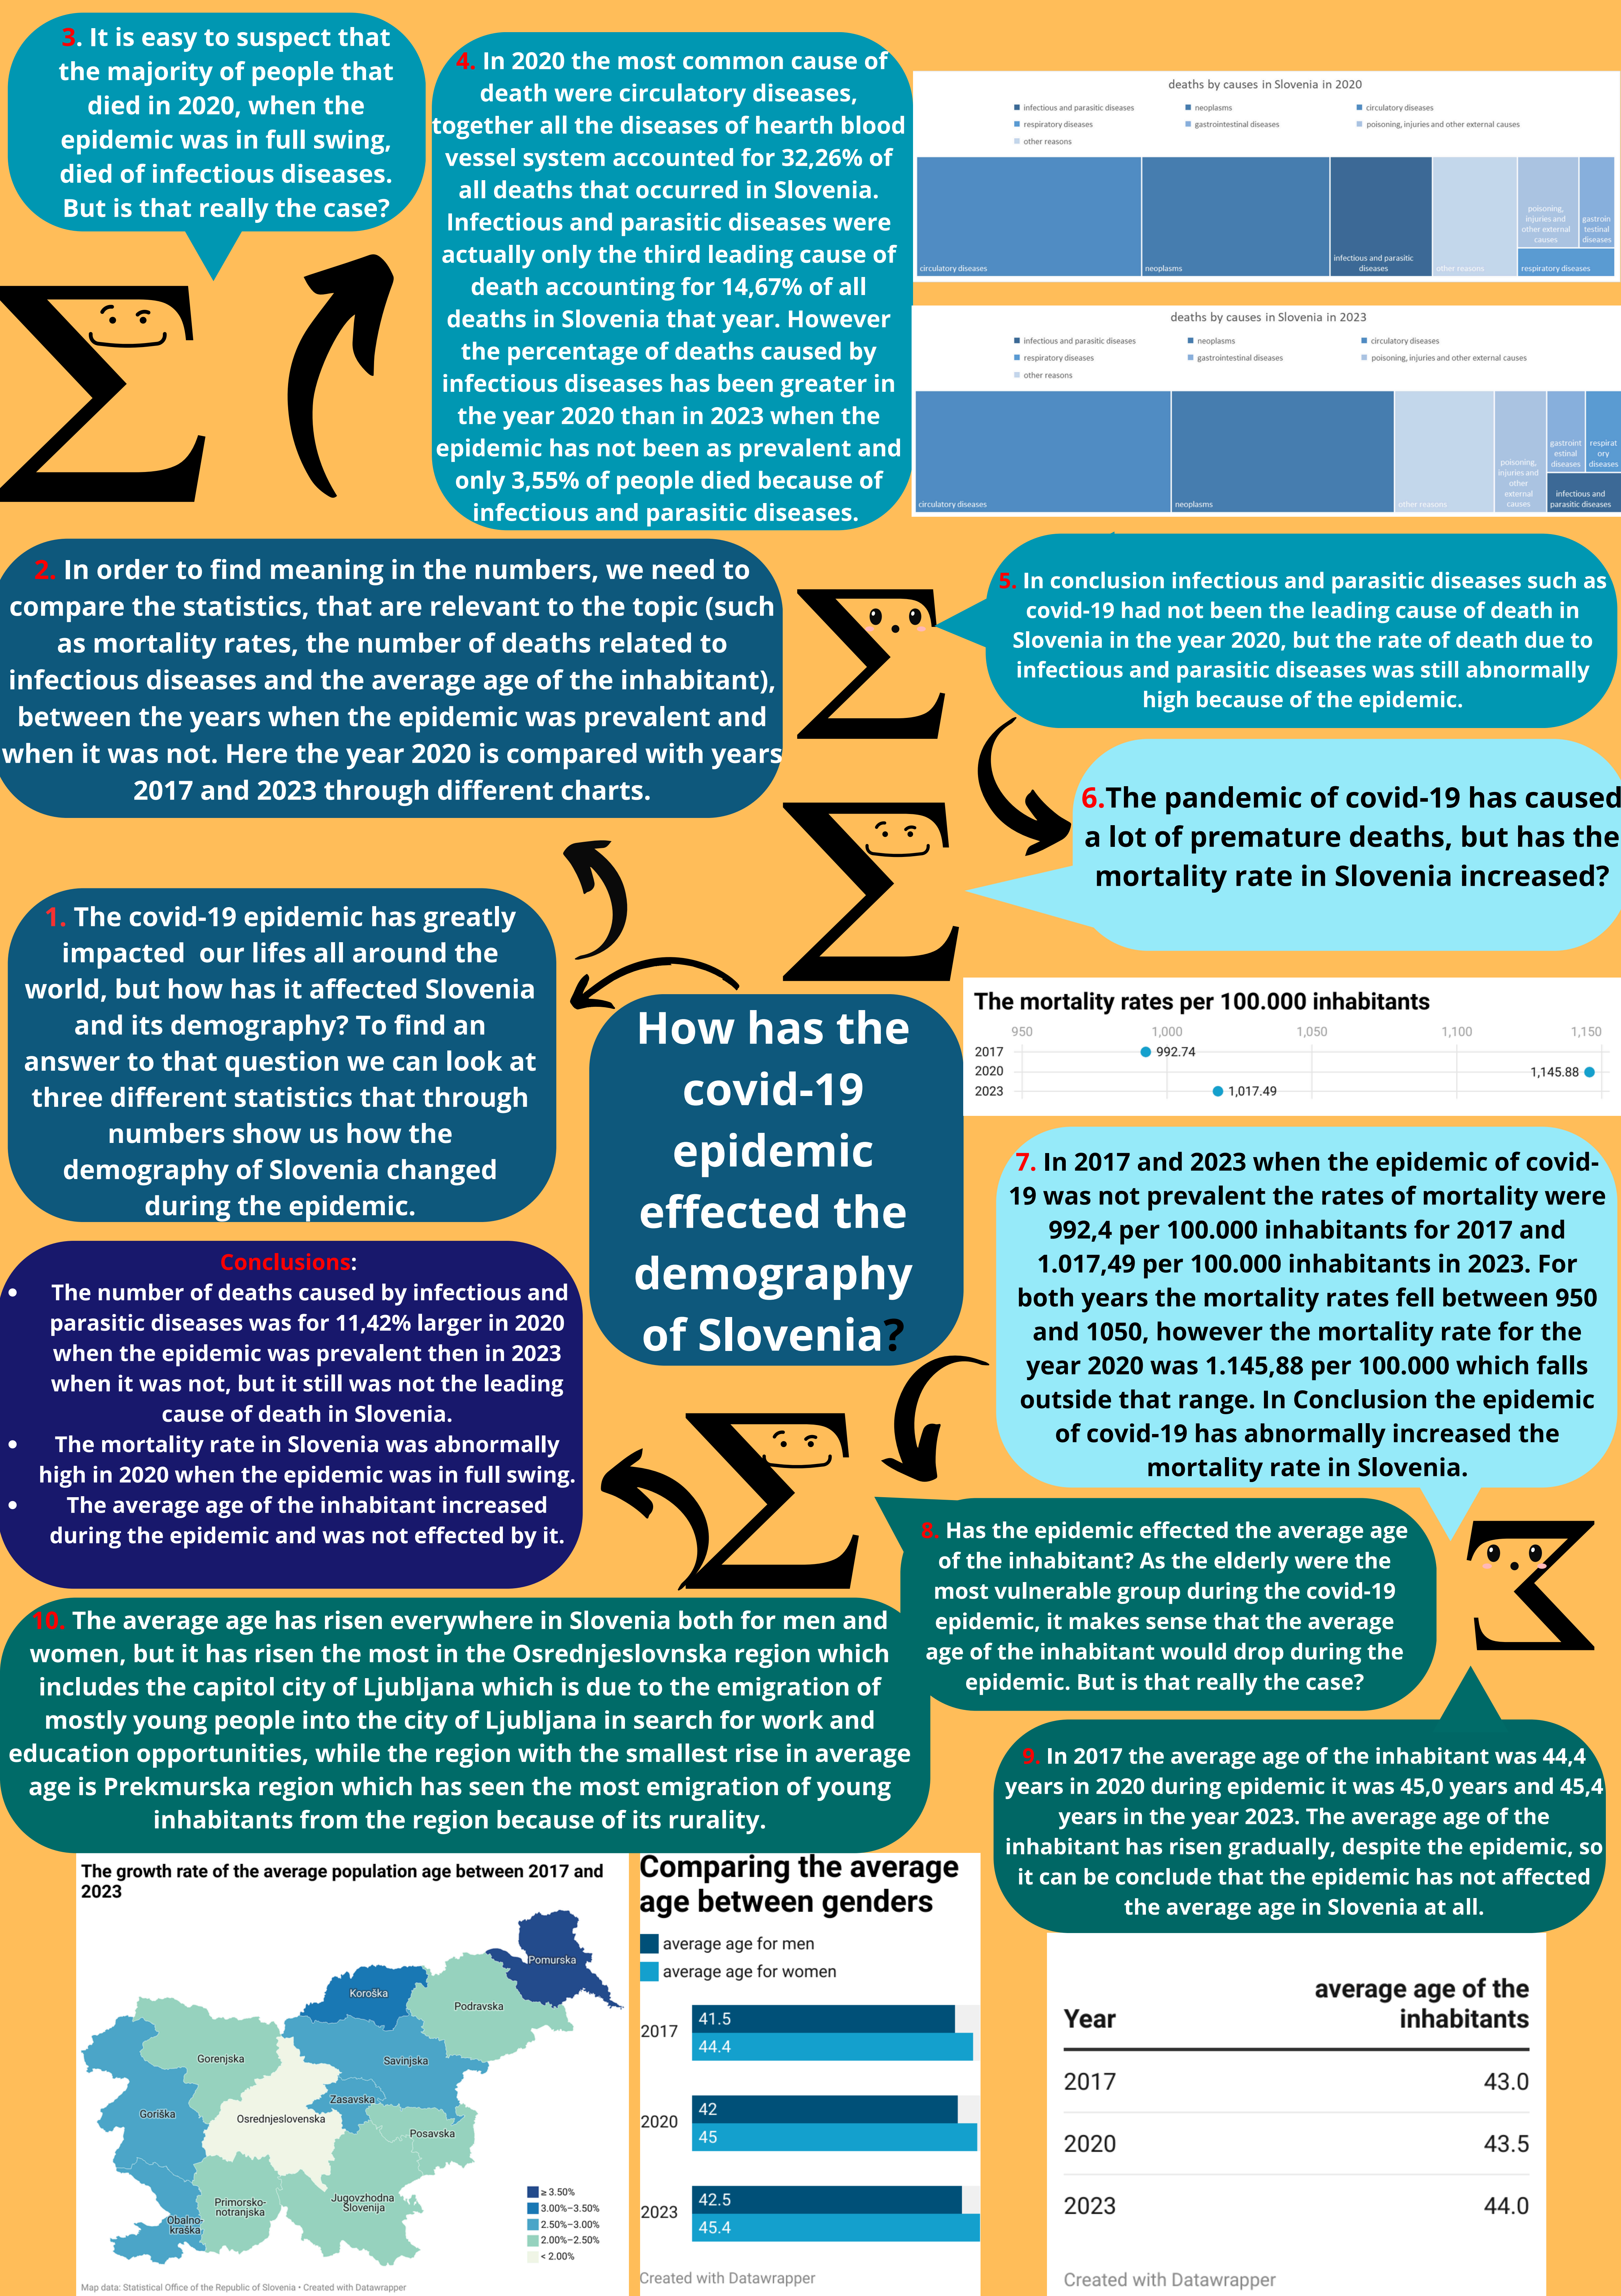 3. It is easy to suspect that
the majority of people that
died in 2020, when the
epidemic was in full swing,
died of infectious diseases.
But is that really the case?
4. In 2020 the most common cause of
death were circulatory diseases,
together all the diseases of hearth blood
vessel system accounted for 32,26% of
all deaths that occurred in Slovenia.
Infectious and parasitic diseases were
actually only the third leading cause of
death accounting for 14,67% of all
deaths in Slovenia that year. However
the percentage of deaths caused by
infectious diseases has been greater in
the year 2020 than in 2023 when the
epidemic has not been as prevalent and
only 3,55% of people died because of
infectious and parasitic diseases.
deaths by causes in Slovenia in 2020
infectious and parasitic diseases
neoplasms
circulatory diseases
respiratory diseases
gastrointestinal diseases
poisoning, injuries and other external causes
other reasons
circulatory diseases
neoplasms
infectious and parasitic
diseases
other reasons
poisoning,
injuries and
other external
causes
gastroin
testinal
diseases
respiratory diseases
deaths by causes in Slovenia in 2023
infectious and parasitic diseases
neoplasms
circulatory diseases
respiratory diseases
gastrointestinal diseases
poisoning, injuries and other external causes
other reasons
circulatory diseases
neoplasms
other reasons
poisoning,
injuries and
other
external
causes
gastroint
estinal
diseases
respirat
ory
diseases
infectious and
parasitic diseases
2. In order to find meaning in the numbers, we need to
compare the statistics, that are relevant to the topic (such
as mortality rates, the number of deaths related to
infectious diseases and the average age of the inhabitant),
between the years when the epidemic was prevalent and
when it was not. Here the year 2020 is compared with years
2017 and 2023 through different charts.
5. In conclusion infectious and parasitic diseases such as
covid-19 had not been the leading cause of death in
Slovenia in the year 2020, but the rate of death due to
infectious and parasitic diseases was still abnormally
high because of the epidemic.
6.The pandemic of covid-19 has caused
a lot of premature deaths, but has the
mortality rate in Slovenia increased?
1. The covid-19 epidemic has greatly
impacted our lifes all around the
world, but how has it affected Slovenia
and its demography? To find an
answer to that question we can look at
three different statistics that through
numbers show us how the
demography of Slovenia changed
during the epidemic.
How has the
covid-19
epidemic
effected the
demography
of Slovenia?
The mortality rates per 100.000 inhabitants
950 1,000 1,050 1,100 1,150
2017 992.74
2020 1,145.88
2023 1,017.49
7. In 2017 and 2023 when the epidemic of covid-
19 was not prevalent the rates of mortality were
992,4 per 100.000 inhabitants for 2017 and
1.017,49 per 100.000 inhabitants in 2023. For
both years the mortality rates fell between 950
and 1050, however the mortality rate for the
year 2020 was 1.145,88 per 100.000 which falls
outside that range. In Conclusion the epidemic
of covid-19 has abnormally increased the
mortality rate in Slovenia.
Conclusions:
• The number of deaths caused by infectious and
parasitic diseases was for 11,42% larger in 2020
when the epidemic was prevalent then in 2023
when it was not, but it still was not the leading
cause of death in Slovenia.
• The mortality rate in Slovenia was abnormally
high in 2020 when the epidemic was in full swing.
• The average age of the inhabitant increased
during the epidemic and was not effected by it.
8. Has the epidemic effected the average age
of the inhabitant? As the elderly were the
most vulnerable group during the covid-19
epidemic, it makes sense that the average
age of the inhabitant would drop during the
epidemic. But is that really the case?
10. The average age has risen everywhere in Slovenia both for men and
women, but it has risen the most in the Osrednjeslovnska region which
includes the capitol city of Ljubljana which is due to the emigration of
mostly young people into the city of Ljubljana in search for work and
education opportunities, while the region with the smallest rise in average
age is Prekmurska region which has seen the most emigration of young
inhabitants from the region because of its rurality.
9. In 2017 the average age of the inhabitant was 44,4
years in 2020 during epidemic it was 45,0 years and 45,4
years in the year 2023. The average age of the
inhabitant has risen gradually, despite the epidemic, so
it can be conclude that the epidemic has not affected
the average age in Slovenia at all.
The growth rate of the average population age between 2017 and
2023
Pomurska
Koroška
Podravska
Gorenjska
Savinjska
Zasavska
Goriška
Osrednjeslovenska
Posavska
Primorsko-
notranjska
Jugovzhodna
Slovenija
Obalno-
kraška
≥ 3.50%
3.00%–3.50%
2.50%–3.00%
2.00%–2.50%
< 2.00%
Map data: Statistical Office of the Republic of Slovenia • Created with Datawrapper
Comparing the average
age between genders
average age for men
average age for women
2017
41.5
44.4
2020
42
45
2023
42.5
45.4
Created with Datawrapper
Year average age of the
inhabitants
2017 43.0
2020 43.5
2023 44.0
Created with Datawrapper